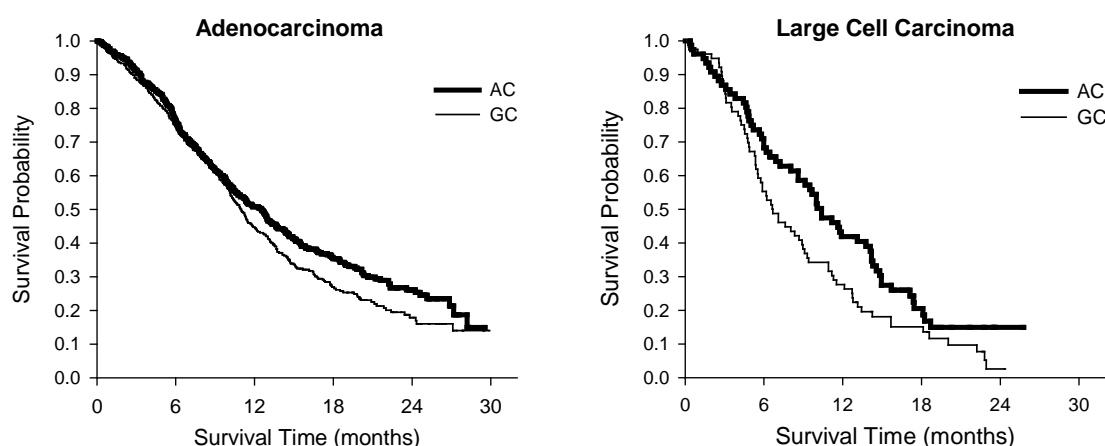 Adenocarcinoma
Survival Probability
1.0
0.9
0.8
0.7
0.6
0.5
0.4
0.3
0.2
0.1
0.0
AC
GC
0 6 12 18 24 30
Survival Time (months)
Large Cell Carcinoma
Survival Probability
1.0
0.9
0.8
0.7
0.6
0.5
0.4
0.3
0.2
0.1
0.0
AC
GC
0 6 12 18 24 30
Survival Time (months)